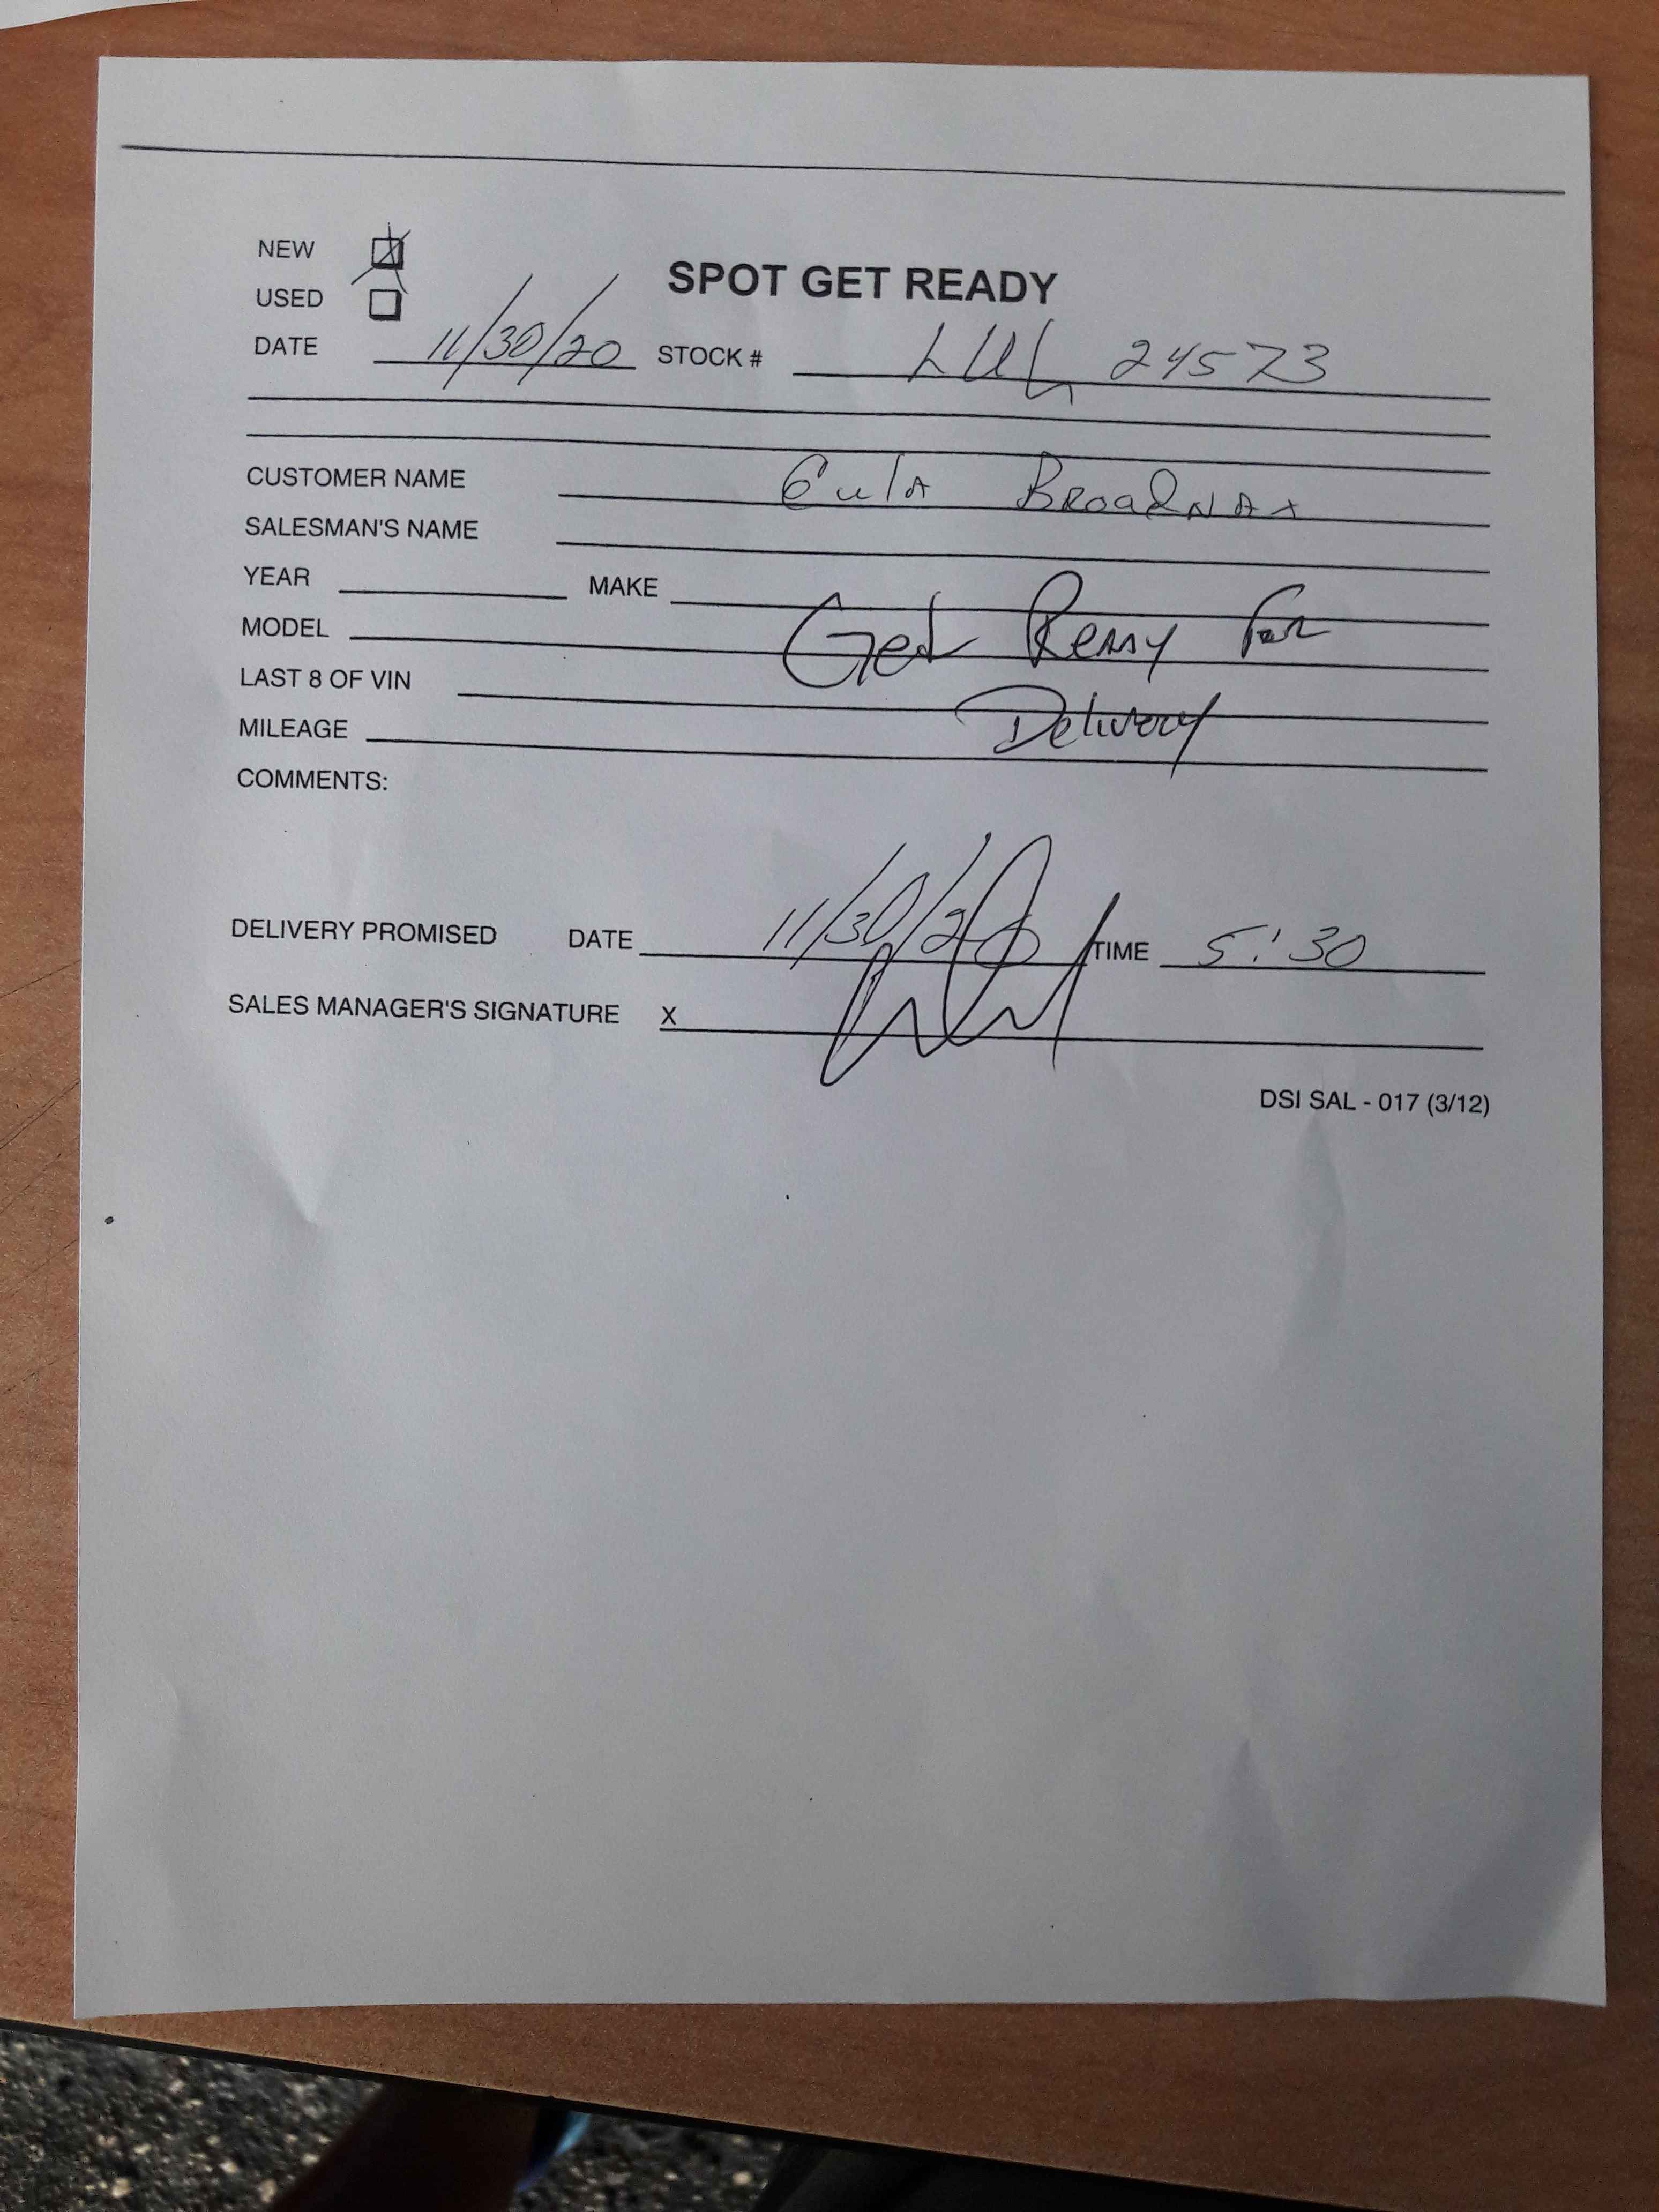 NEW
SPOT GET READY
USED
DATE 11/30/20 STOCK # 24573
CUSTOMER NAME Eula Broadnax
SALESMAN'S NAME
YEAR MAKE
Get Ready For
MODEL
LAST 8 OF VIN
Delivery
MILEAGE
COMMENTS:
DELIVERY PROMISED DATE 11/30/20 TIME 5:30
SALES MANAGER'S SIGNATURE X
DSI SAL - 017 (3/12)